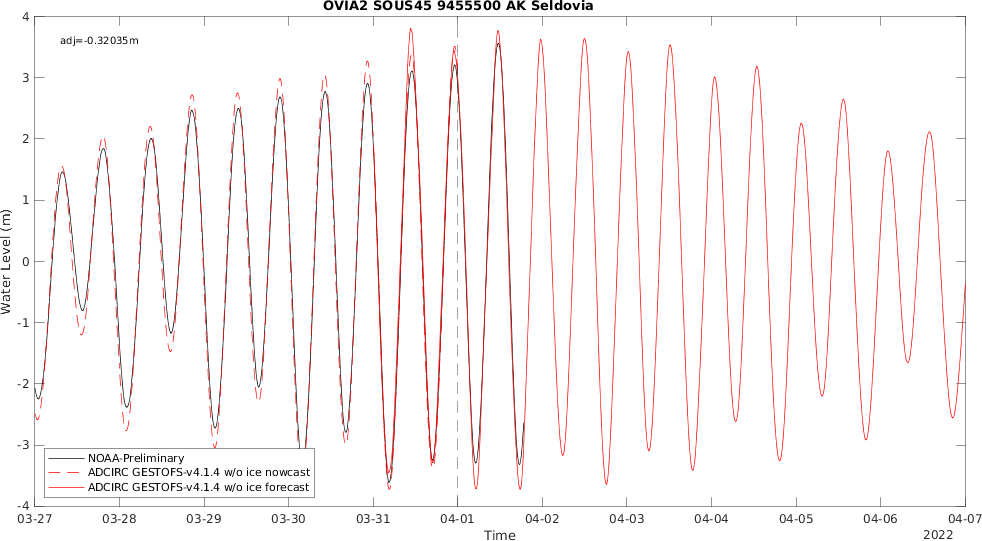 OVIA2 SOUS45 9455500 AK Seldovia
adj=-0.32035m
4
3
2
1
0
-1
-2
-3
-4
Water Level (m)
NOAA-Preliminary
ADCIRC GESTOFS-v4.1.4 w/o ice nowcast
ADCIRC GESTOFS-v4.1.4 w/o ice forecast
03-27 03-28 03-29 03-30 03-31 04-01 04-02 04-03 04-04 04-05 04-06 04-07
Time
2022